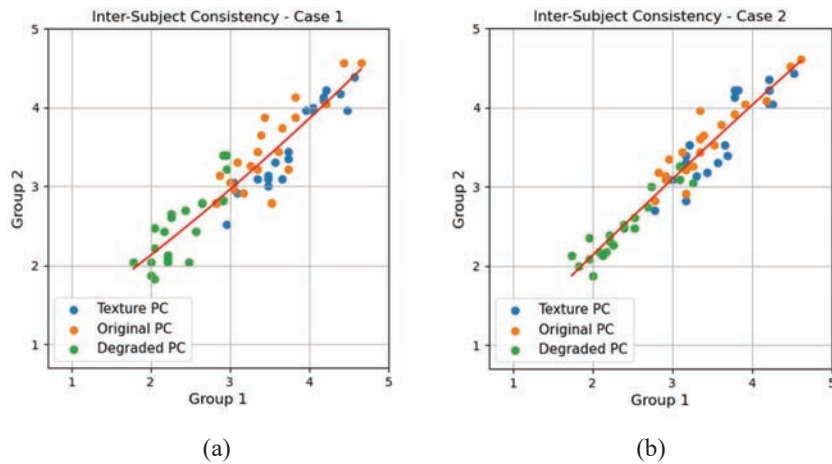 Inter-Subject Consistency - Case 1
5
4
3
2
1
Group 2
Texture PC
Original PC
Degraded PC
1 2 3 4 5
Group 1
(a)
Inter-Subject Consistency - Case 2
5
4
3
2
1
Group 2
Texture PC
Original PC
Degraded PC
1 2 3 4 5
Group 1
(b)